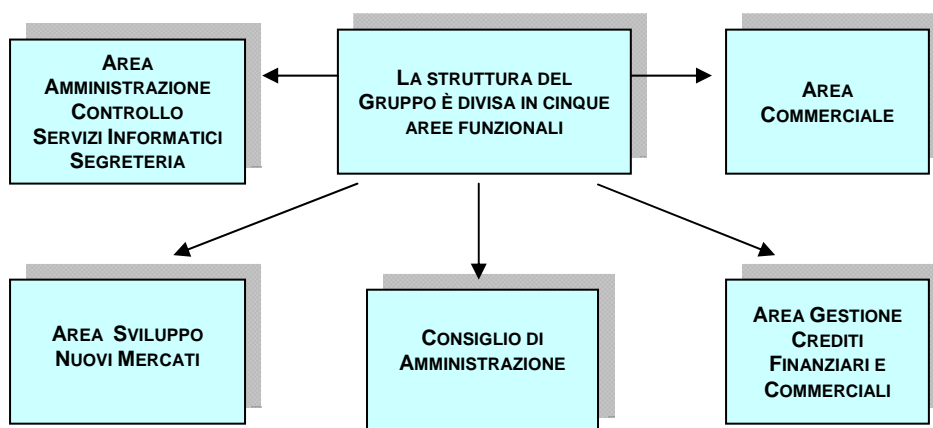 AREA
AMMINISTRAZIONE
CONTROLLO
SERVIZI INFORMATICI
SEGRETERIA
LA STRUTTURA DEL
GRUPPO È DIVISA IN CINQUE
AREE FUNZIONALI
AREA
COMMERCIALE
AREA SVILUPPO
NUOVI MERCATI
CONSIGLIO DI
AMMINISTRAZIONE
AREA GESTIONE
CREDITI
FINANZIARI E
COMMERCIALI